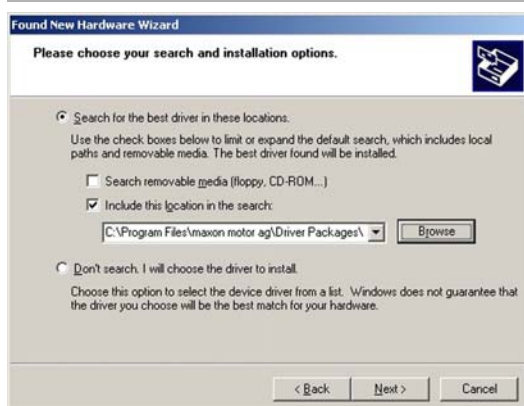 Found New Hardware Wizard
Please choose your search and installation options.
Search for the best driver in these locations.
Use the check boxes below to limit or expand the default search, which includes local
paths and removable media. The best driver found will be installed.
Search removable media (floppy, CD-ROM...)
Include this location in the search:
C:\Program Files\maxon motor ag\Driver Packages\
Browse
Don't search. I will choose the driver to install.
Choose this option to select the device driver from a list. Windows does not guarantee that
the driver you choose will be the best match for your hardware.
< Back Next > Cancel